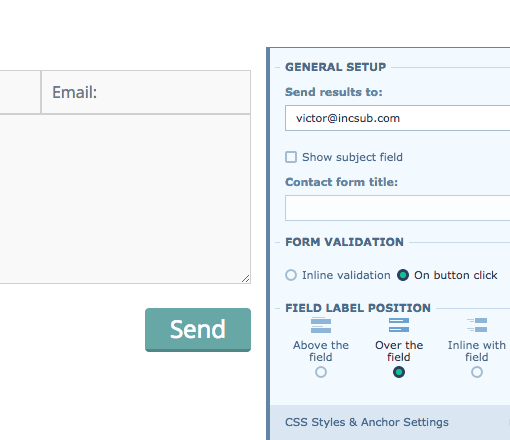 Email:
Send
GENERAL SETUP
Send results to:
victor@incsub.com
Show subject field
Contact form title:
FORM VALIDATION
Inline validation On button click
FIELD LABEL POSITION
Above the field
Over the field
Inline with field
CSS Styles & Anchor Settings